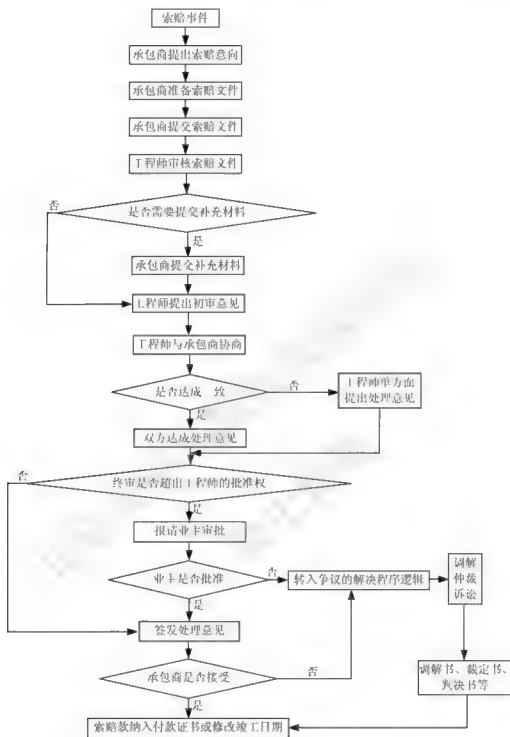 索赔事件
承包商提出索赔意向
承包商准备索赔文件
承包商提交索赔文件
工程师审核索赔文件
否
是否需要提交补充材料
是
承包商提交补充材料
工程师提出初审意见
工程师与承包商协商
是否达成一致
否
工程师单方面
提出处理意见
是
双方达成处理意见
否
终审是否超出工程师的批准权
是
报请业主审批
业主是否批准
否
转入争议的解决程序逻辑
调解
仲裁
诉讼
是
签发处理意见
承包商是否接受
否
调解书、裁定书、
判决书等
是
索赔款纳入付款证书或修改竣工日期